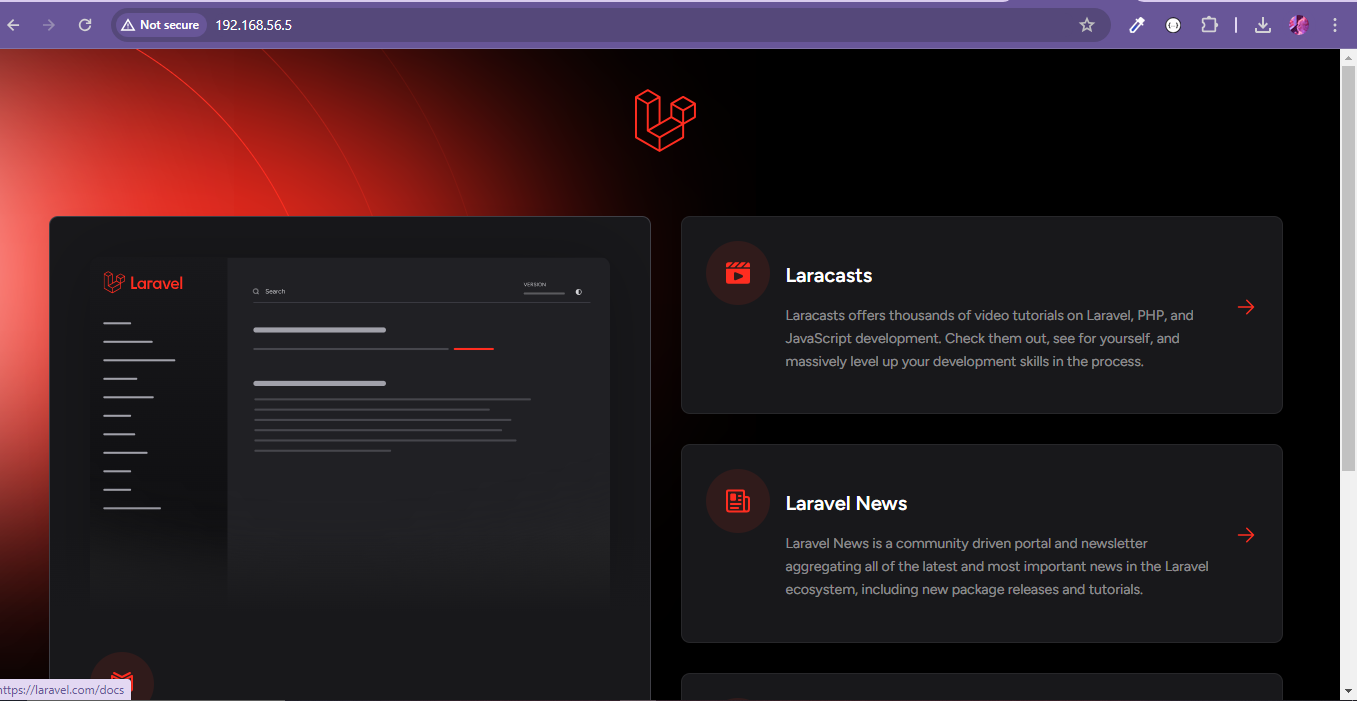 Not secure
192.168.56.5
Laravel
Search
VERSION
Laracasts
Laracasts offers thousands of video tutorials on Laravel, PHP, and
JavaScript development. Check them out, see for yourself, and
massively level up your development skills in the process.
Laravel News
Laravel News is a community driven portal and newsletter
aggregating all of the latest and most important news in the Laravel
ecosystem, including new package releases and tutorials.
https://laravel.com/docs